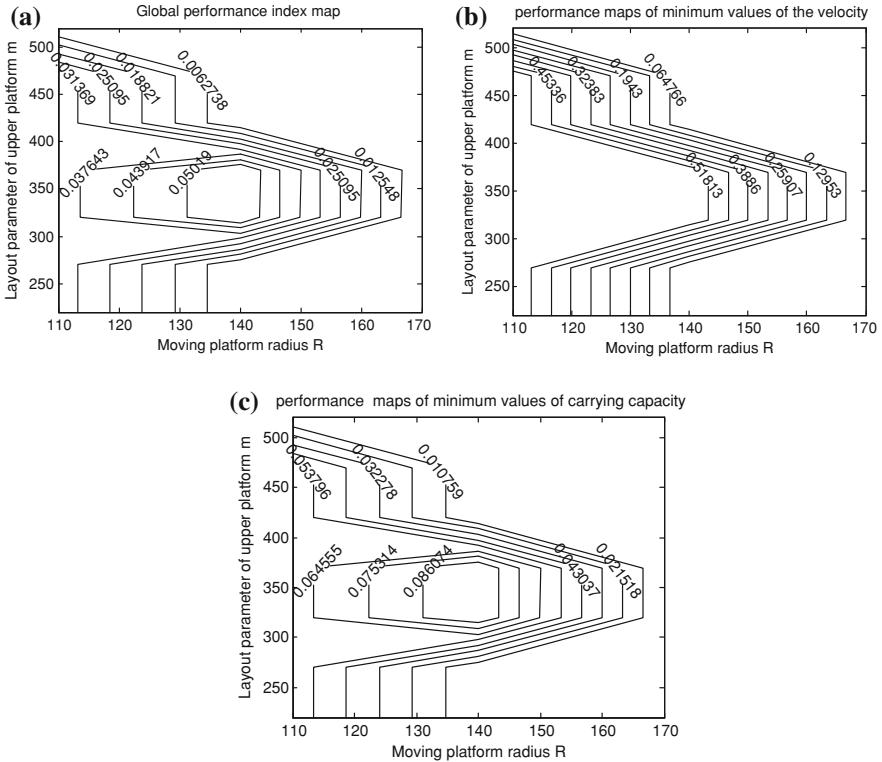 (a)
Global performance index map
Layout parameter of upper platform m
500
450
400
350
300
250
110 120 130 140 150 160 170
Moving platform radius R
0.031369
0.025095
0.018821
0.0062738
0.037643
0.043917
0.05019
0.025095
0.012548
(b)
performance maps of minimum values of the velocity
Layout parameter of upper platform m
500
450
400
350
300
250
110 120 130 140 150 160 170
Moving platform radius R
0.45336
0.32383
0.1943
0.064766
0.51813
0.3886
0.25907
0.12953
(c)
performance maps of minimum values of carrying capacity
Layout parameter of upper platform m
500
450
400
350
300
250
110 120 130 140 150 160 170
Moving platform radius R
0.053796
0.032278
0.010759
0.064555
0.075314
0.086074
0.043037
0.021518